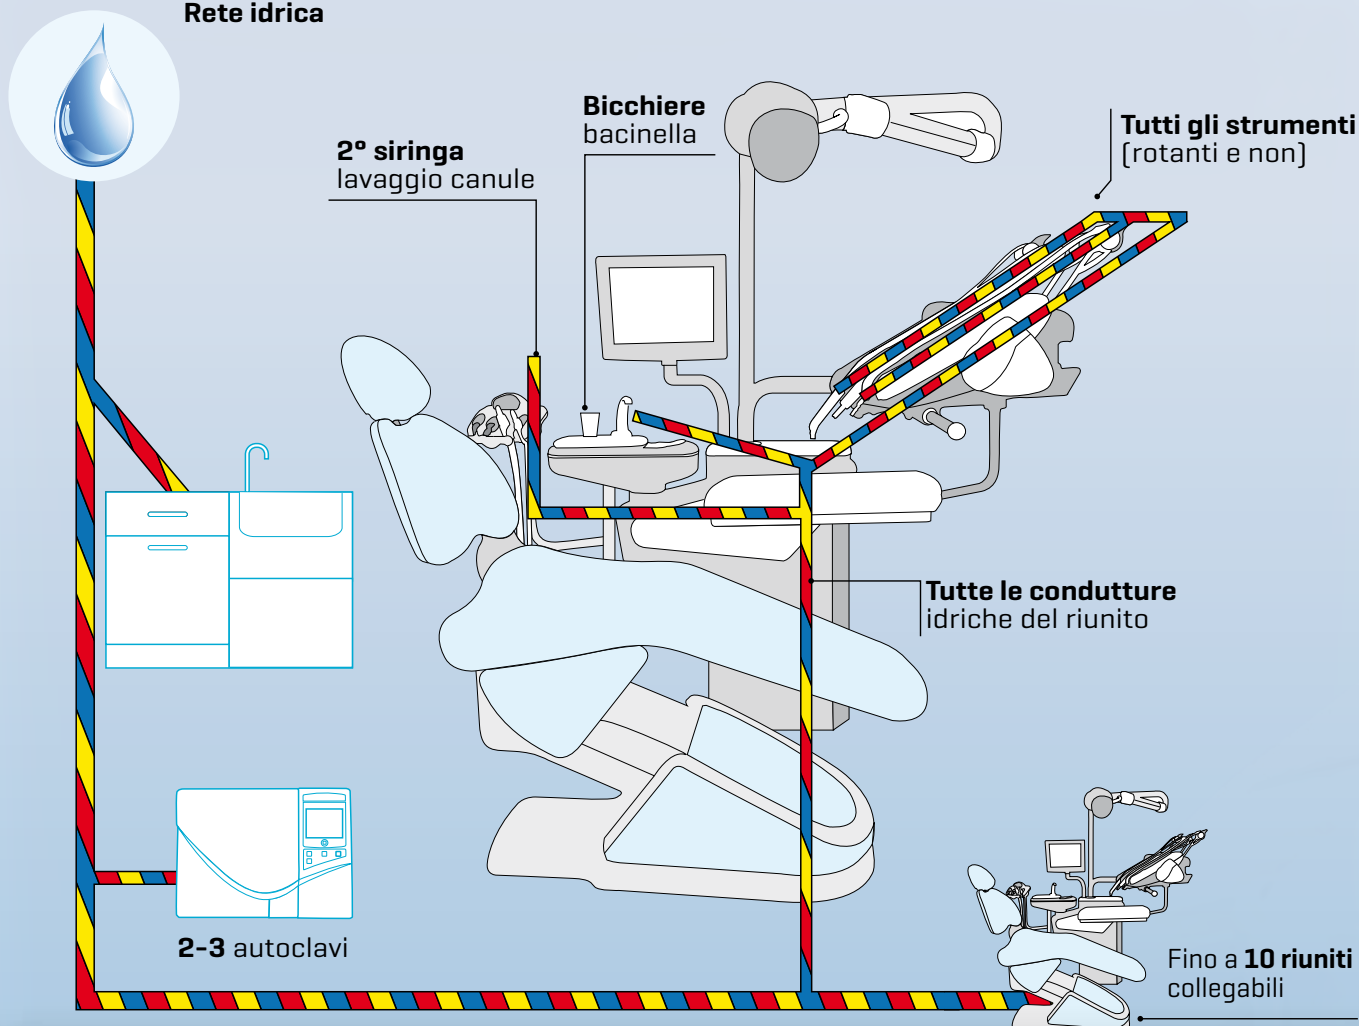 Rete idrica
Bicchiere
bacinella
2° siringa
lavaggio canule
Tutti gli strumenti
(rotanti e non)
Tutte le condutture
idriche del riunito
2-3 autoclavi
Fino a 10 riuniti
collegabili